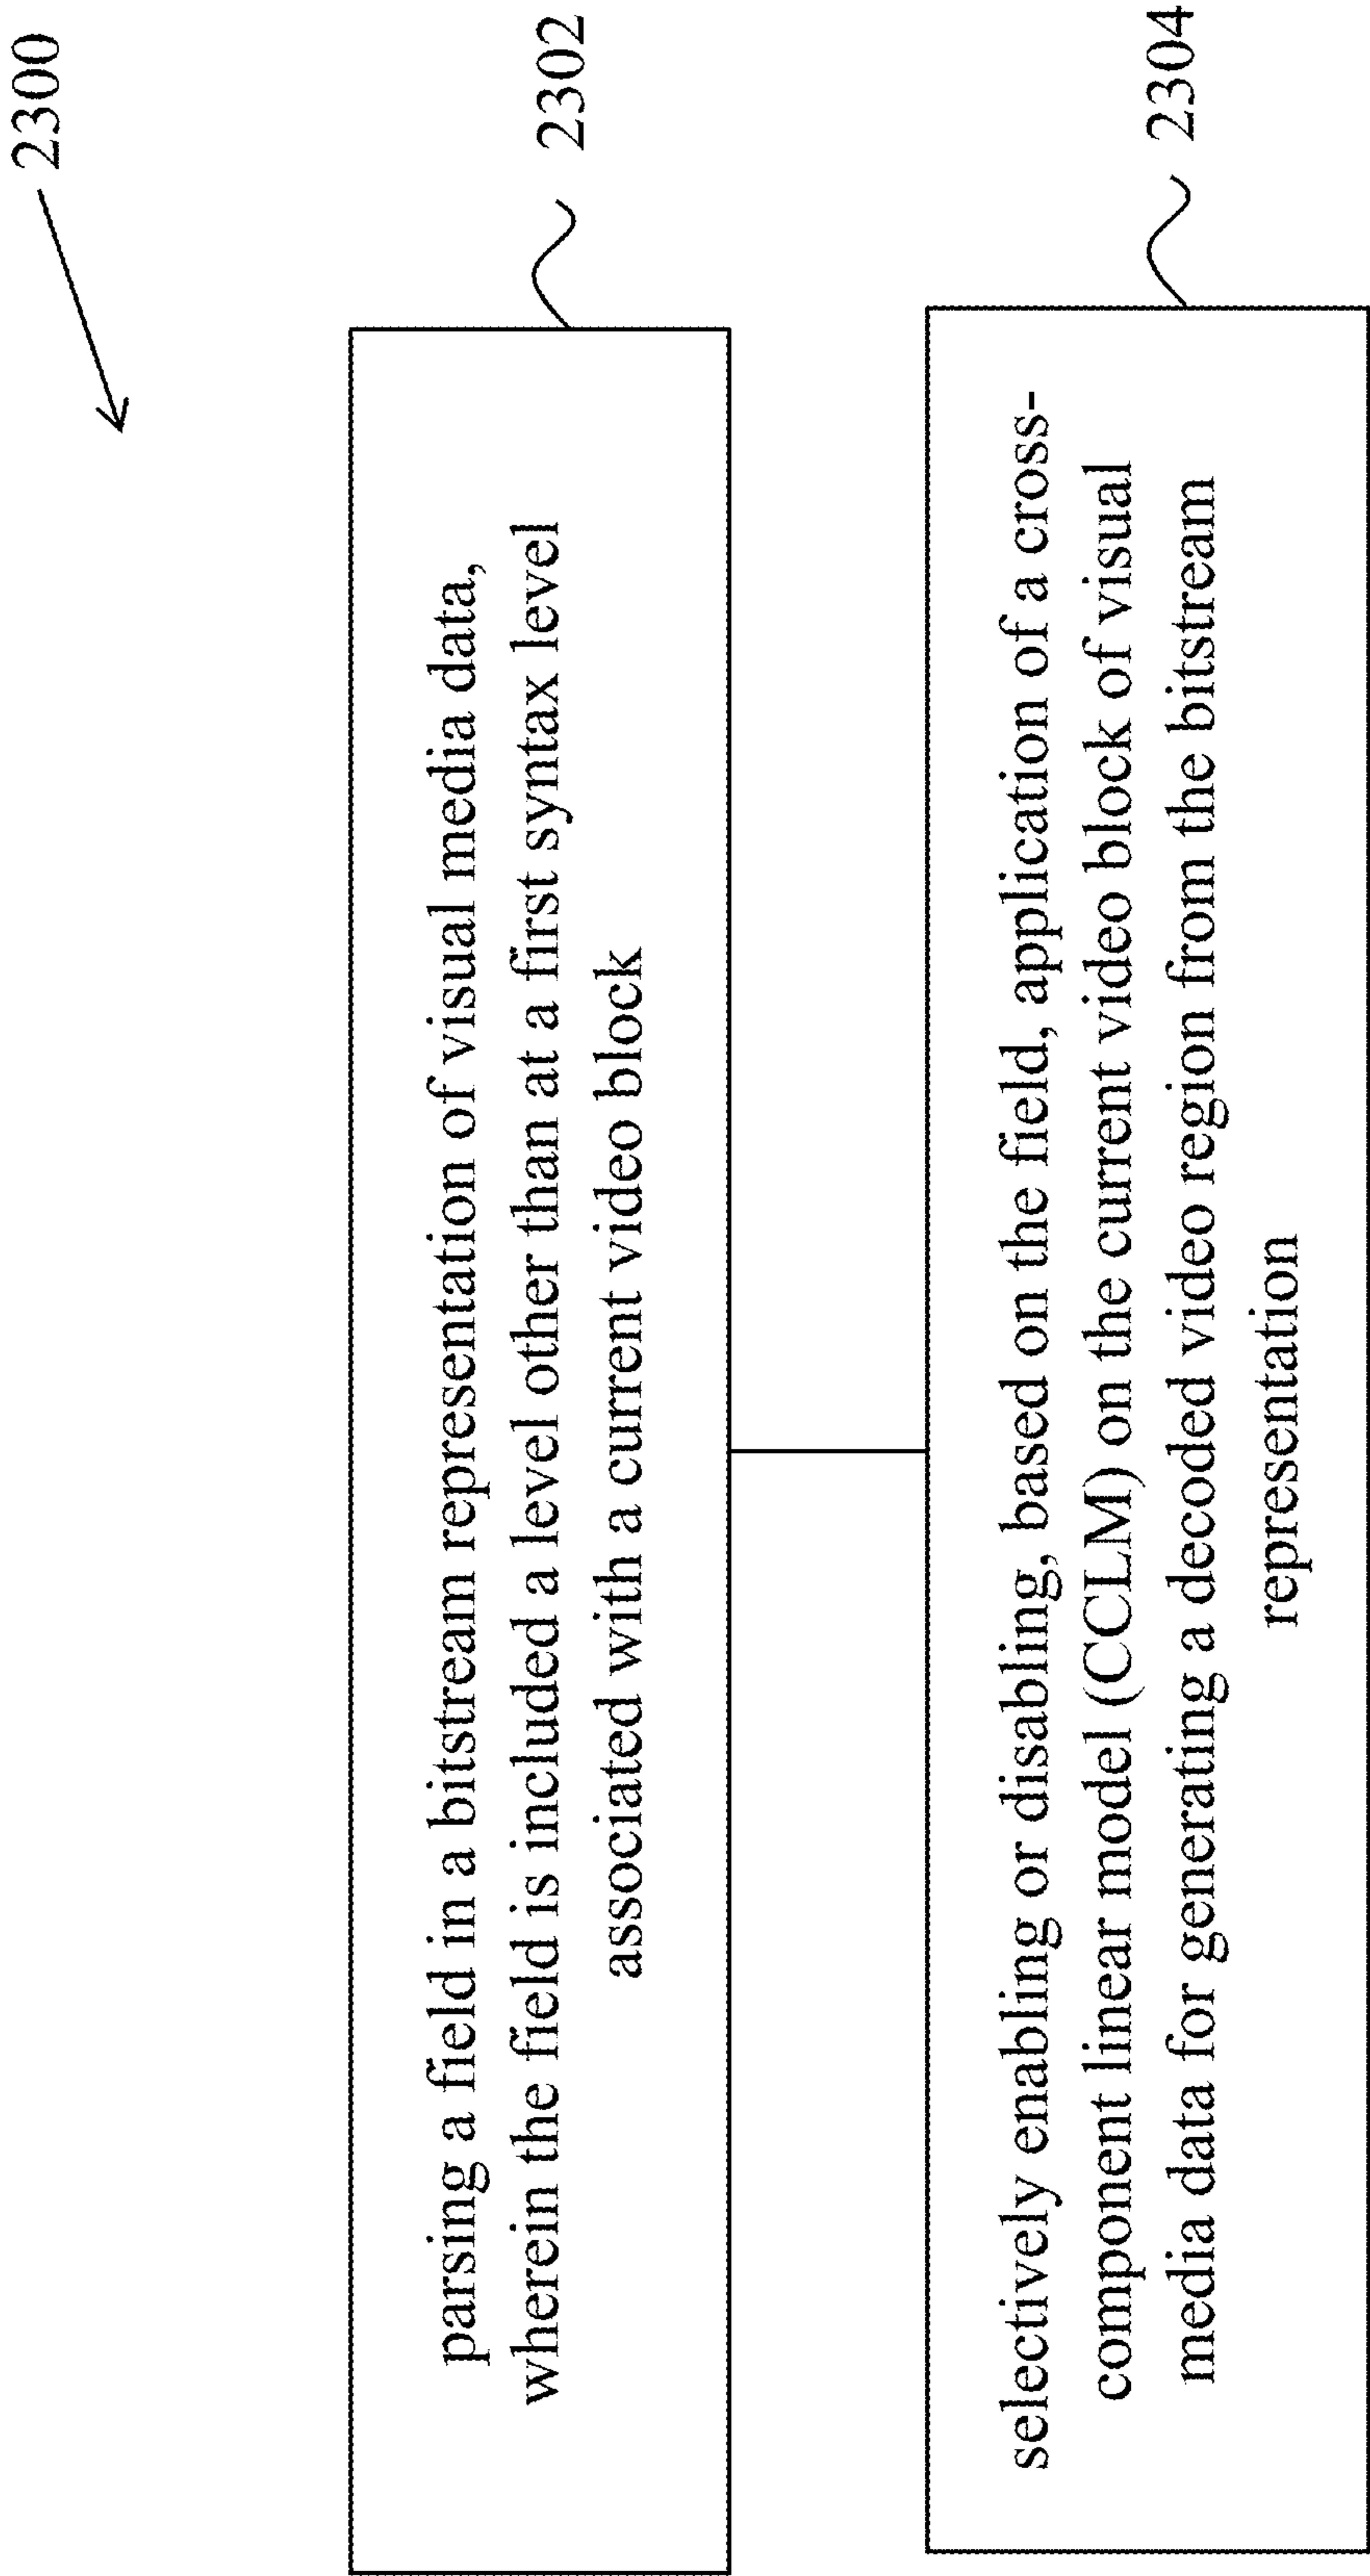 2300
parsing a field in a bitstream representation of visual media data,
wherein the field is included a level other than at a first syntax level
associated with a current video block
2302
selectively enabling or disabling, based on the field, application of a cross-
component linear model (CCLM) on the current video block of visual
media data for generating a decoded video region from the bitstream
representation
2304